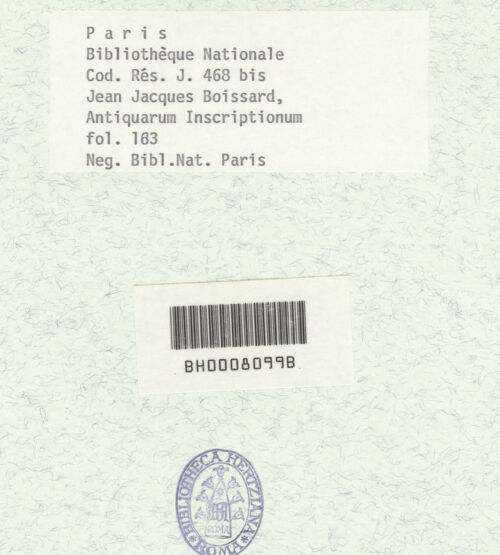 P a r i s
Bibliothèque Nationale
Cod. Rés. J. 468 bis
Jean Jacques Boissard,
Antiquarum Inscriptionum
fol. 163
Neg. Bibl.Nat. Paris
BH0008099B
*BIBLIOTHECA HERTZIANA*
ROMA
ROMA